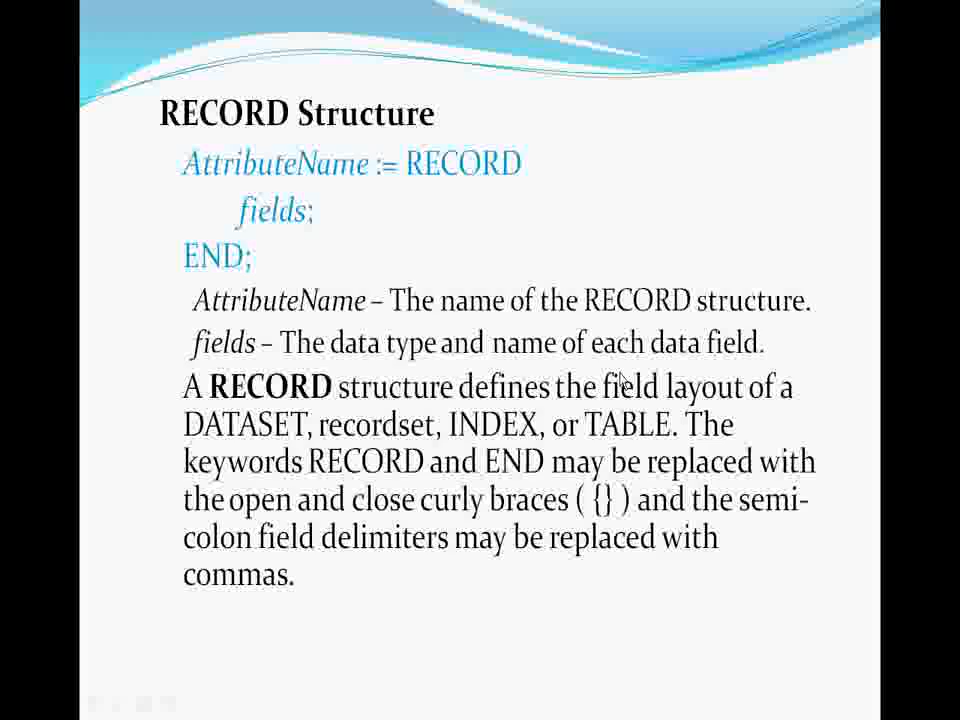 RECORD Structure
AttributeName := RECORD
fields;
END;
AttributeName – The name of the RECORD structure.
fields – The data type and name of each data field.
A RECORD structure defines the field layout of a
DATASET, recordset, INDEX, or TABLE. The
keywords RECORD and END may be replaced with
the open and close curly braces ( {} ) and the semi-
colon field delimiters may be replaced with
commas.